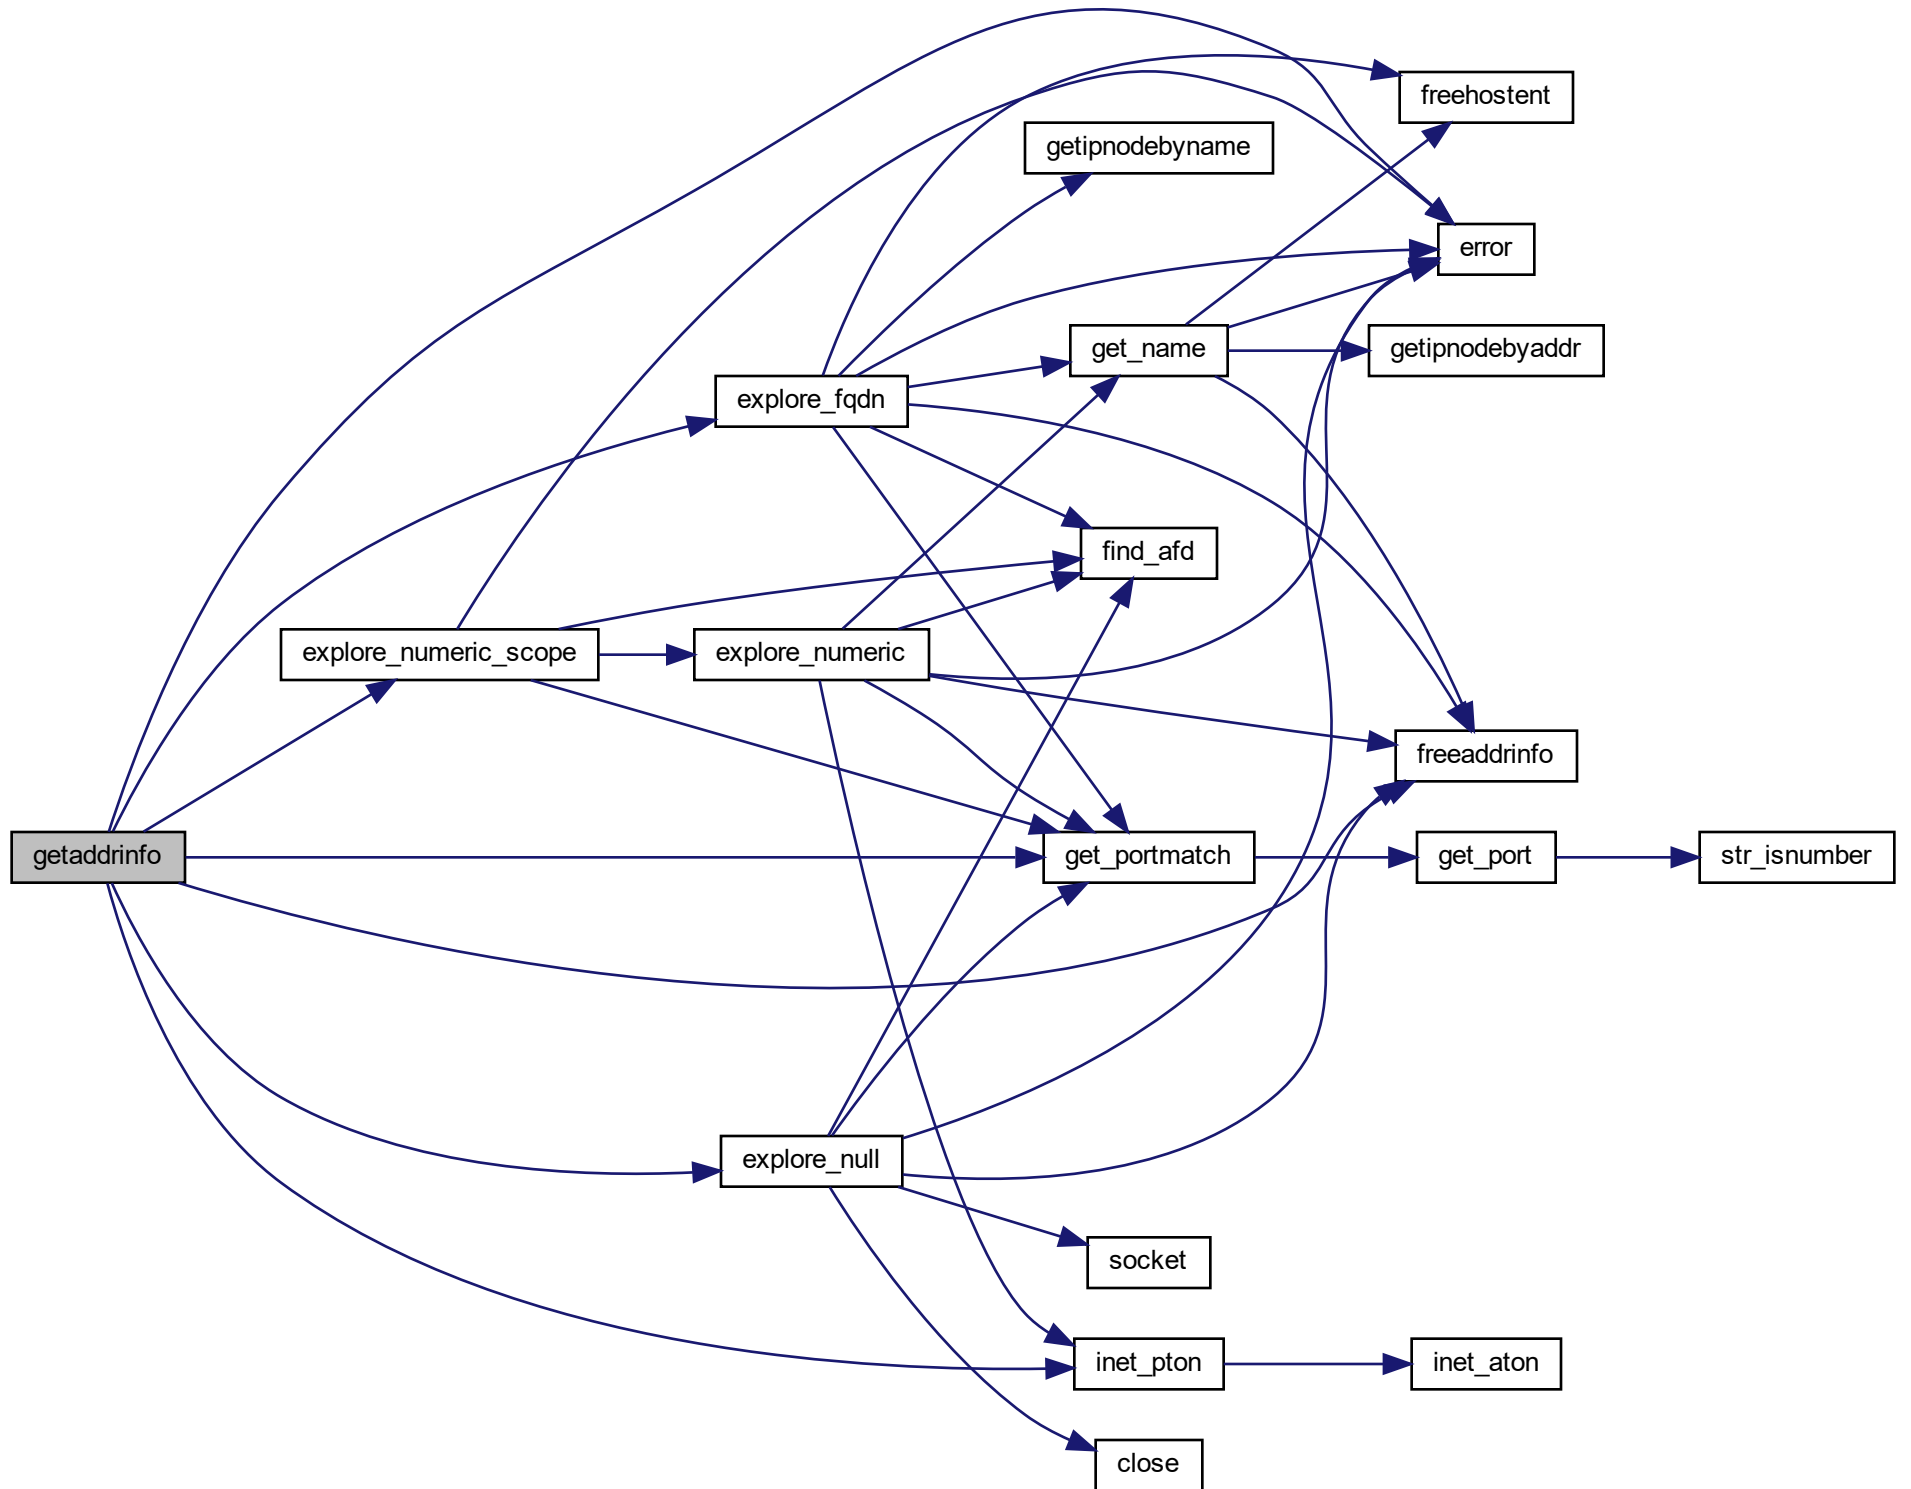 freehostent
getipnodebyname
error
get_name
getipnodebyaddr
explore_fqdn
find_afd
explore_numeric_scope
explore_numeric
freeaddrinfo
getaddrinfo
get_portmatch
get_port
str_isnumber
explore_null
socket
inet_pton
inet_aton
close